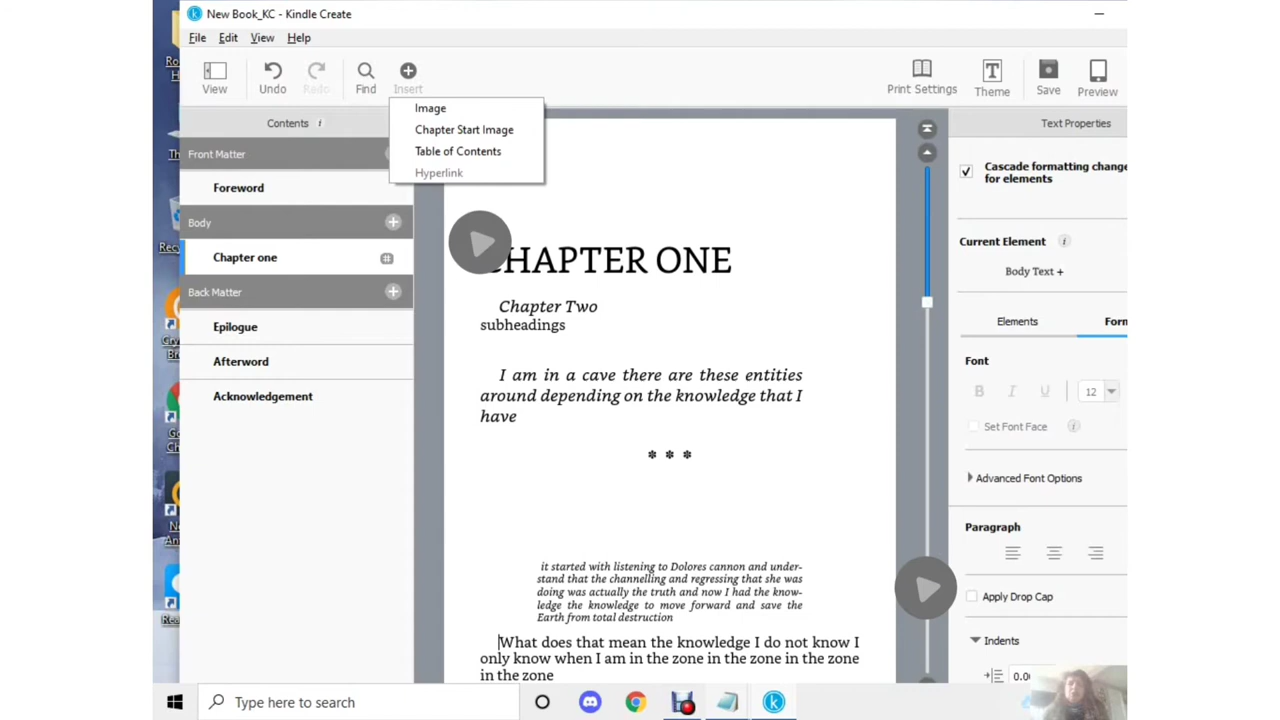 New Book_KC - Kindle Create
File Edit View Help
View Undo Redo Find Insert Print Settings Theme Save Preview
Image
Chapter Start Image
Table of Contents
Hyperlink
Contents i
Front Matter
Foreword
Body
Chapter one
Back Matter
Epilogue
Afterword
Acknowledgement
CHAPTER ONE
Chapter Two
subheadings
I am in a cave there are these entities
around depending on the knowledge that I
have
* * *
it started with listening to Dolores cannon and under-
stand that the channelling and regressing that she was
doing was actually the truth and now I had the know-
ledge the knowledge to move forward and save the
Earth from total destruction
What does that mean the knowledge I do not know I
only know when I am in the zone in the zone in the zone
in the zone
Text Properties
Cascade formatting change
for elements
Current Element i
Body Text +
Elements Form
Font
B I U 12
Set Font Face i
Advanced Font Options
Paragraph
Apply Drop Cap
Indents
0.0
Type here to search